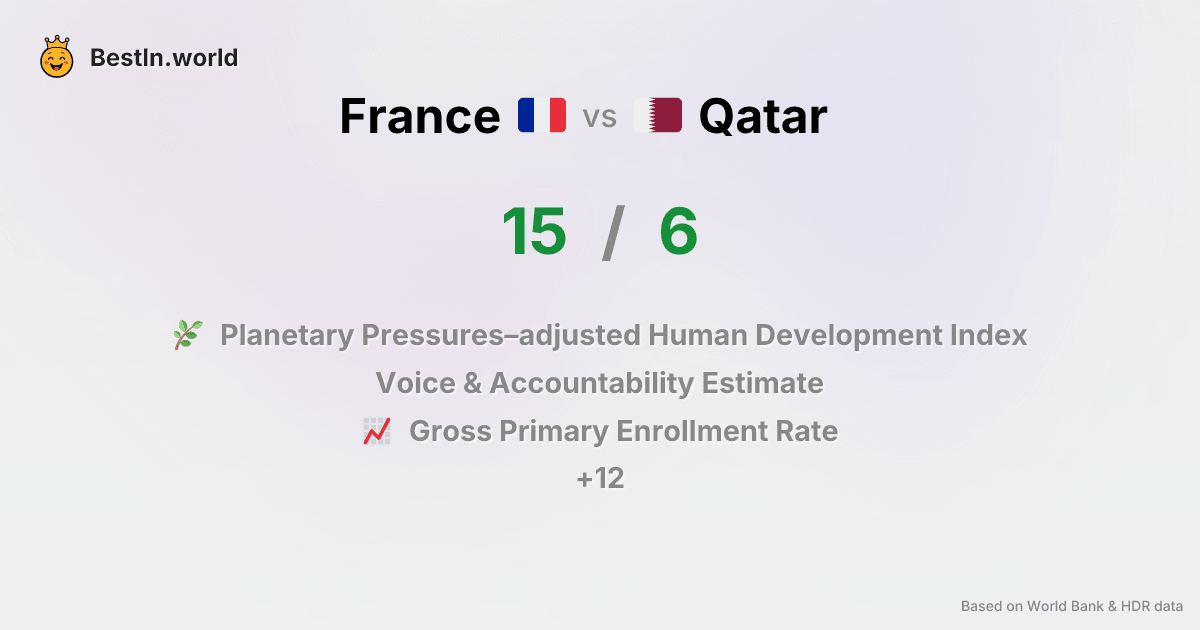 BestIn.world
France vs Qatar
15 / 6
Planetary Pressures–adjusted Human Development Index
Voice & Accountability Estimate
Gross Primary Enrollment Rate
+12
Based on World Bank & HDR data